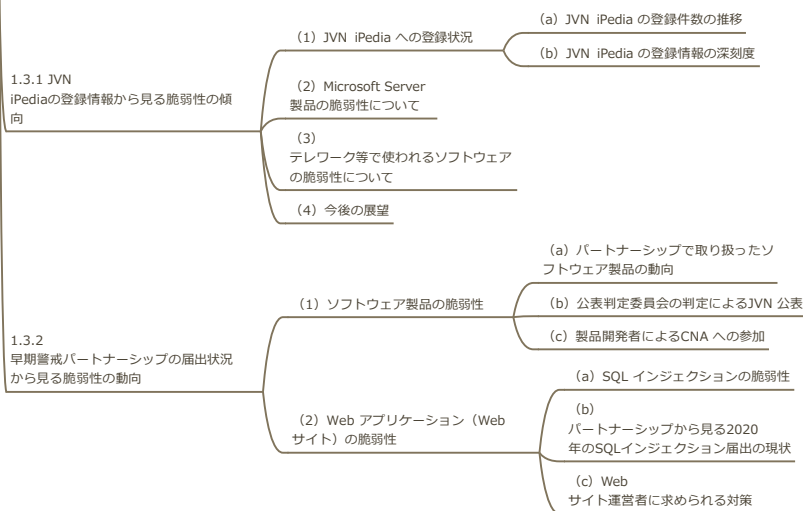 1.3.1 JVN
iPediaの登録情報から見る脆弱性の傾
向
（1）JVN iPedia への登録状況
（a）JVN iPedia の登録件数の推移
（b）JVN iPedia の登録情報の深刻度
（2）Microsoft Server
製品の脆弱性について
（3）
テレワーク等で使われるソフトウェア
の脆弱性について
（4）今後の展望
1.3.2
早期警戒パートナーシップの届出状況
から見る脆弱性の動向
（1）ソフトウェア製品の脆弱性
（a）パートナーシップで取り扱ったソ
フトウェア製品の動向
（b）公表判定委員会の判定によるJVN 公表
（c）製品開発者によるCNA への参加
（2）Web アプリケーション（Web
サイト）の脆弱性
（a）SQL インジェクションの脆弱性
（b）
パートナーシップから見る2020
年のSQLインジェクション届出の現状
（c）Web
サイト運営者に求められる対策